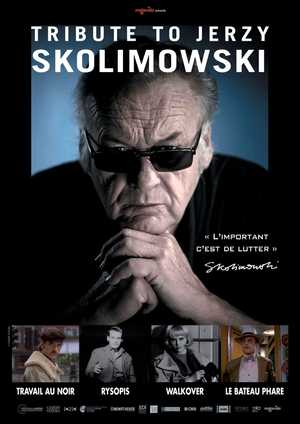 TRIBUTE TO JERZY
SKOLIMOWSKI
« L'IMPORTANT
C'EST DE LUTTER »
Skolimowski
TRAVAIL AU NOIR
RYSOPIS
WALKOVER
LE BATEAU PHARE